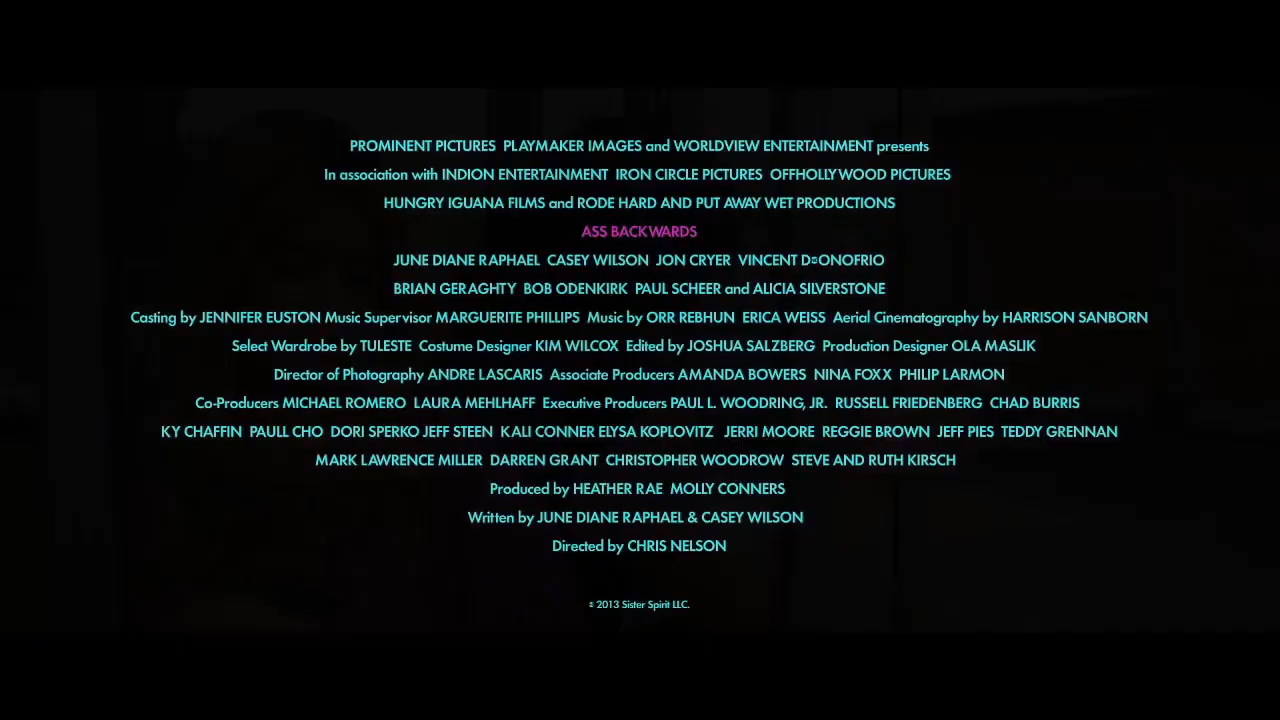 PROMINENT PICTURES PLAYMAKER IMAGES and WORLDVIEW ENTERTAINMENT presents
In association with INDION ENTERTAINMENT IRON CIRCLE PICTURES OFFHOLLYWOOD PICTURES
HUNGRY IGUANA FILMS and RODE HARD AND PUT AWAY WET PRODUCTIONS
ASS BACKWARDS
JUNE DIANE RAPHAEL CASEY WILSON JON CRYER VINCENT D¤ONOFRIO
BRIAN GERAGHTY BOB ODENKIRK PAUL SCHEER and ALICIA SILVERSTONE
Casting by JENNIFER EUSTON Music Supervisor MARGUERITE PHILLIPS Music by ORR REBHUN ERICA WEISS Aerial Cinematography by HARRISON SANBORN
Select Wardrobe by TULESTE Costume Designer KIM WILCOX Edited by JOSHUA SALZBERG Production Designer OLA MASLIK
Director of Photography ANDRE LASCARIS Associate Producers AMANDA BOWERS NINA FOXX PHILIP LARMON
Co-Producers MICHAEL ROMERO LAURA MEHLHAFF Executive Producers PAUL L. WOODRING, JR. RUSSELL FRIEDENBERG CHAD BURRIS
KY CHAFFIN PAULL CHO DORI SPERKO JEFF STEEN KALI CONNER ELYSA KOPLOVITZ JERRI MOORE REGGIE BROWN JEFF PIES TEDDY GRENNAN
MARK LAWRENCE MILLER DARREN GRANT CHRISTOPHER WOODROW STEVE AND RUTH KIRSCH
Produced by HEATHER RAE MOLLY CONNERS
Written by JUNE DIANE RAPHAEL & CASEY WILSON
Directed by CHRIS NELSON
2013 Sister Spirit LLC.